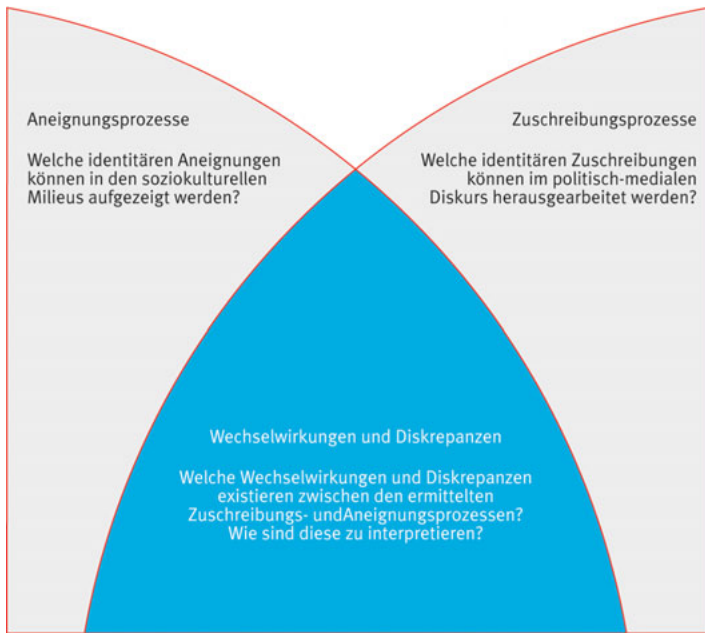 Aneignungsprozesse
Welche identitären Aneignungen
können in den soziokulturellen
Milieus aufgezeigt werden?
Zuschreibungsprozesse
Welche identitären Zuschreibungen
können im politisch-medialen
Diskurs herausgearbeitet werden?
Wechselwirkungen und Diskrepanzen
Welche Wechselwirkungen und Diskrepanzen
existieren zwischen den ermittelten
Zuschreibungs- undAneignungsprozessen?
Wie sind diese zu interpretieren?